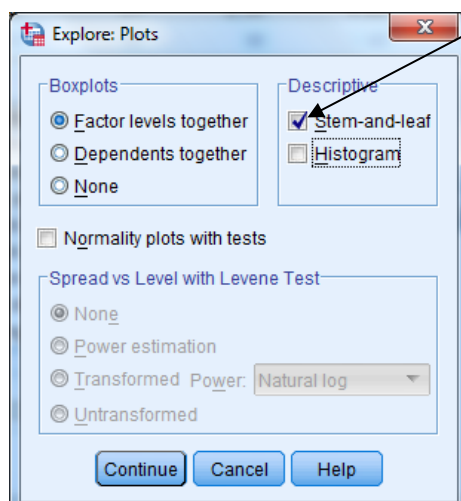 Explore: Plots
Boxplots
Factor levels together
Dependents together
None
Descriptive
Stem-and-leaf
Histogram
Normality plots with tests
Spread vs Level with Levene Test
None
Power estimation
Transformed Power: Natural log
Untransformed
Continue Cancel Help